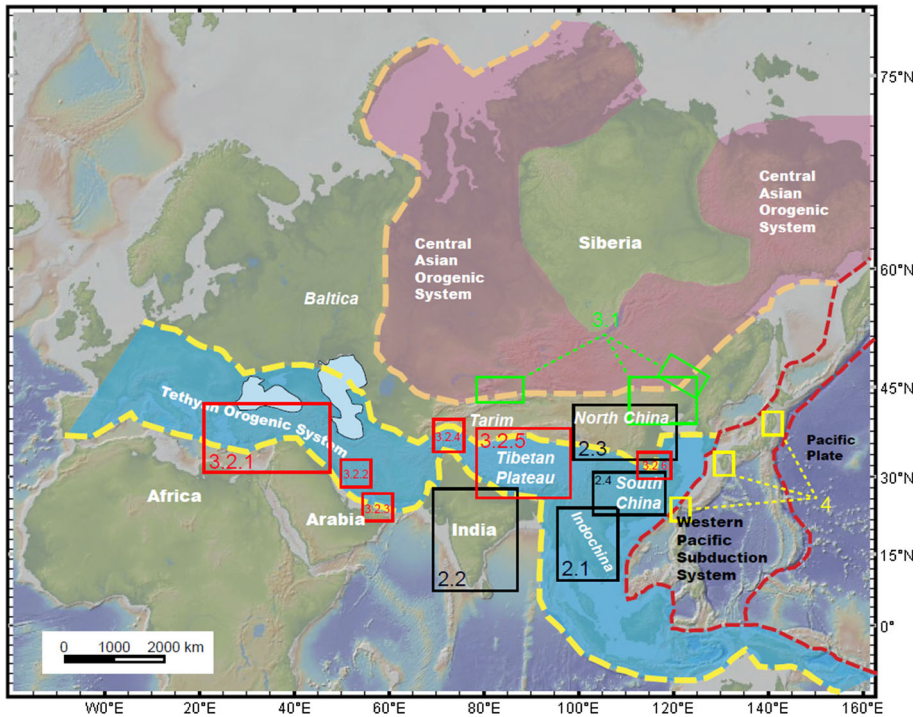 75°N
60°N
45°N
30°N
15°N
0°
Central
Asian
Orogenic
System
Siberia
Central
Asian
Orogenic
System
Baltica
3.1
Tethyan Orogenic System
Tarim
North China
3.2.1
3.2.2
3.2.3
3.2.4
3.2.5
Tibetan
Plateau
2.3
3.2.6
2.4
South
China
Pacific
Plate
4
Africa
Arabia
India
2.2
Indochina
2.1
Western
Pacific
Subduction
System
0 1000 2000 km
W0°E 20°E 40°E 60°E 80°E 100°E 120°E 140°E 160°E